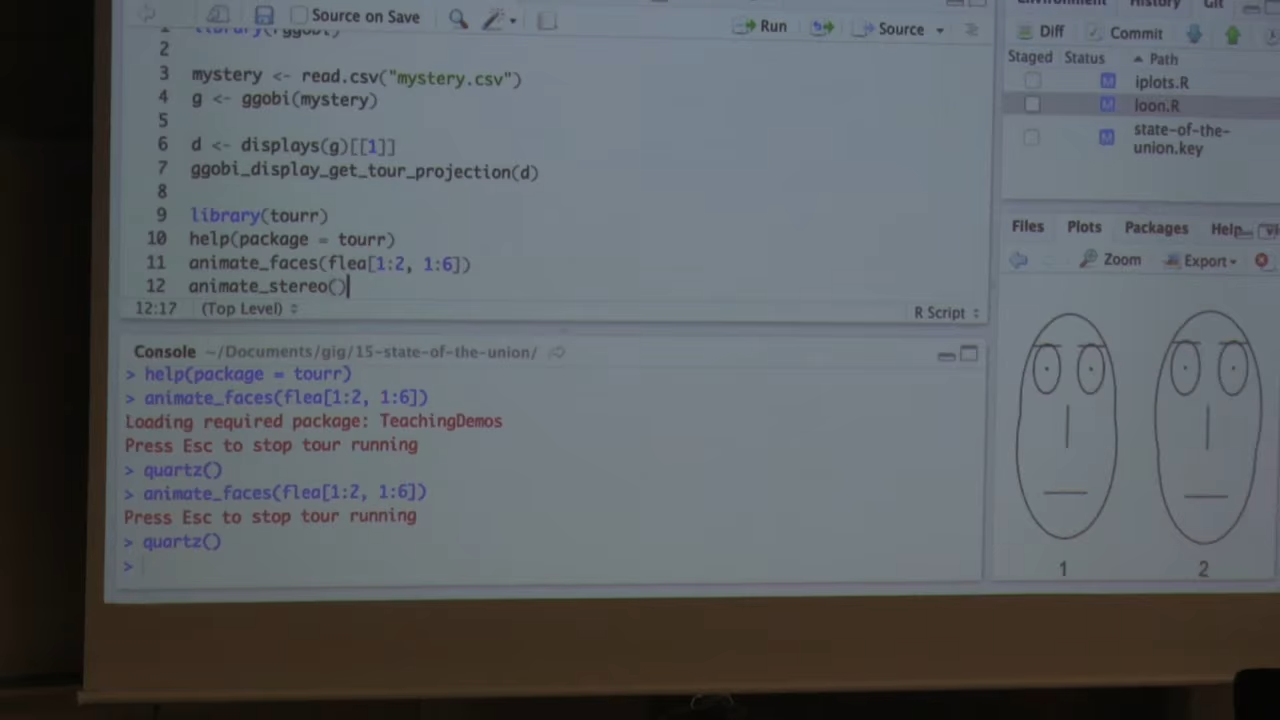 Source on Save
Run
Source
1 library(rggobi)
2
3 mystery <- read.csv("mystery.csv")
4 g <- ggobi(mystery)
5
6 d <- displays(g)[[1]]
7 ggobi_display_get_tour_projection(d)
8
9 library(tourr)
10 help(package = tourr)
11 animate_faces(flea[1:2, 1:6])
12 animate_stereo()
12:17 (Top Level) R Script
Console ~/Documents/gig/15-state-of-the-union/
> help(package = tourr)
> animate_faces(flea[1:2, 1:6])
Loading required package: TeachingDemos
Press Esc to stop tour running
> quartz()
> animate_faces(flea[1:2, 1:6])
Press Esc to stop tour running
> quartz()
>
Environment History Git
Diff Commit
Staged Status Path
iplots.R
loon.R
state-of-the-
union.key
Files Plots Packages Help
Zoom Export
1 2